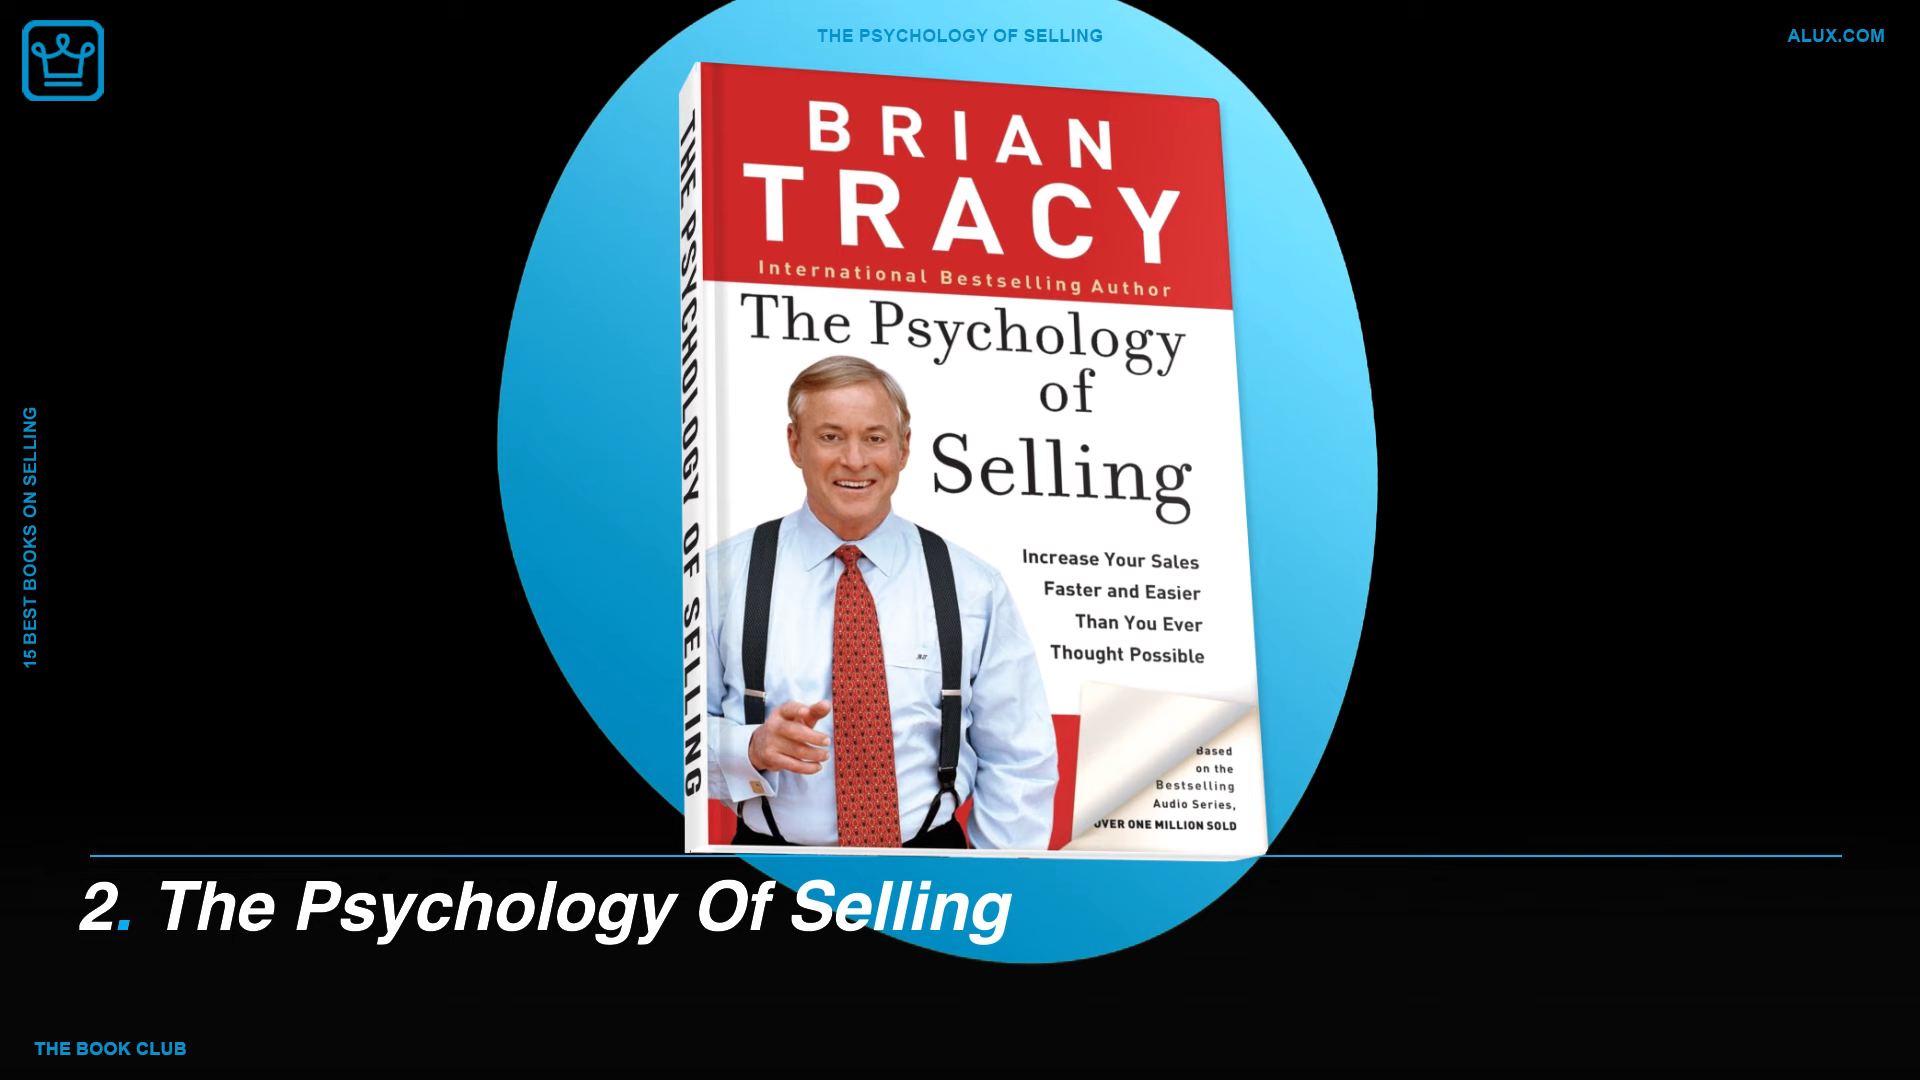 THE PSYCHOLOGY OF SELLING
ALUX.COM
15 BEST BOOKS ON SELLING
THE PSYCHOLOGY OF SELLING
BRIAN
TRACY
International Bestselling Author
The Psychology
of
Selling
Increase Your Sales
Faster and Easier
Than You Ever
Thought Possible
Based
on the
Bestselling
Audio Series,
OVER ONE MILLION SOLD
2. The Psychology Of Selling
THE BOOK CLUB